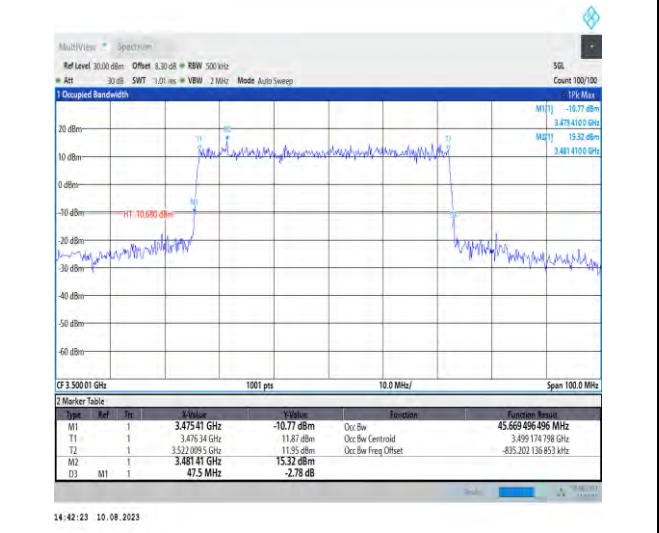 MultiView Spectrum
Ref Level 30.00 dBm Offset 8.30 dB RBW 500 kHz SGL
Att 30 dB SWT 1.01 ms VBW 2 MHz Mode Auto Sweep Count 100/100
1 Occupied Bandwidth 1Pk Max
M1[1] -10.77 dBm
3.475 410 0 GHz
M2[1] 15.32 dBm
3.481 410 0 GHz
20 dBm
T1 M2 T2
10 dBm
0 dBm
M1
-10 dBm
H1 -10.680 dBm
-20 dBm
-30 dBm
-40 dBm
-50 dBm
-60 dBm
CF 3.500 01 GHz 1001 pts 10.0 MHz/ Span 100.0 MHz
2 Marker Table
Type Ref Trc X-Value Y-Value Function Function Result
M1 1 3.475 41 GHz -10.77 dBm Occ Bw 45.669 496 496 MHz
T1 1 3.476 34 GHz 11.87 dBm Occ Bw Centroid 3.499 174 798 GHz
T2 1 3.522 009 5 GHz 11.95 dBm Occ Bw Freq Offset -835.202 136 853 kHz
M2 1 3.481 41 GHz 15.32 dBm
D3 M1 1 47.5 MHz -2.78 dB
14:42:23 10.08.2023